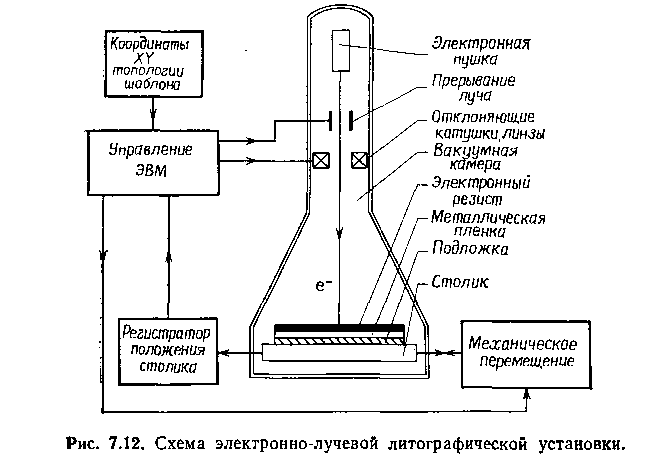 Координаты
XY
топологии
шаблона
Управление
ЭВМ
Регистратор
положения
столика
Электронная
пушка
Прерывание
луча
Отклоняющие
катушки, линзы
Вакуумная
камера
Электронный
резист
Металлическая
пленка
Подложка
Столик
e⁻
Механическое
перемещение
Рис. 7.12. Схема электронно-лучевой литографической установки.